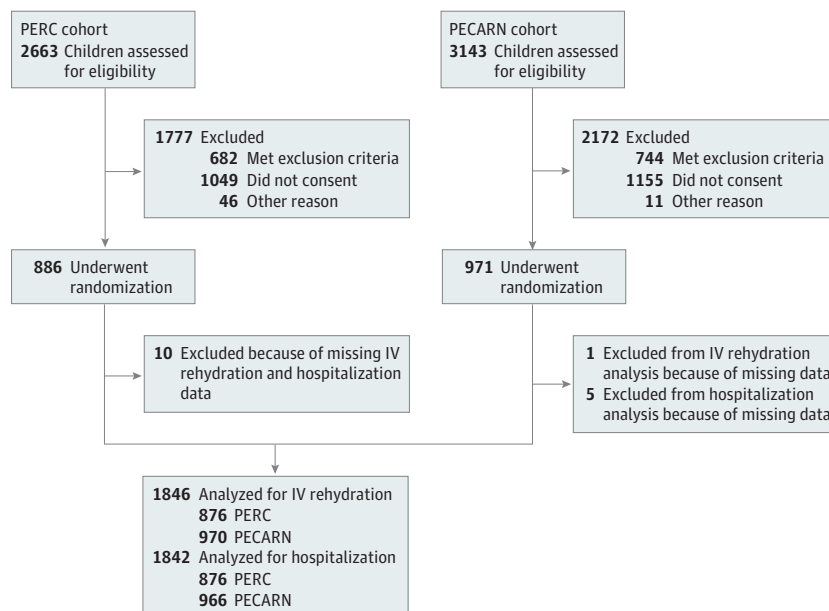 PERC cohort
2663 Children assessed
for eligibility
PECARN cohort
3143 Children assessed
for eligibility
1777 Excluded
682 Met exclusion criteria
1049 Did not consent
46 Other reason
2172 Excluded
744 Met exclusion criteria
1155 Did not consent
11 Other reason
886 Underwent
randomization
971 Underwent
randomization
10 Excluded because of missing IV
rehydration and hospitalization
data
1 Excluded from IV rehydration
analysis because of missing data
5 Excluded from hospitalization
analysis because of missing data
1846 Analyzed for IV rehydration
876 PERC
970 PECARN
1842 Analyzed for hospitalization
876 PERC
966 PECARN